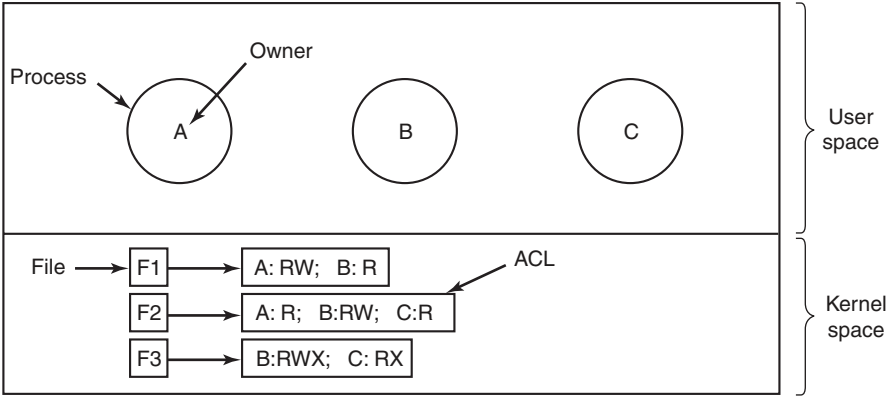 Owner
Process
A
B
C
User
space
File
F1
A: RW; B: R
ACL
F2
A: R; B:RW; C:R
F3
B:RWX; C: RX
Kernel
space